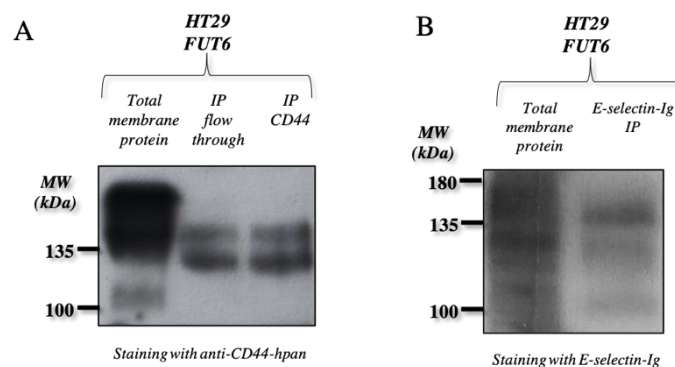 A
HT29
FUT6
Total
membrane
protein
IP
flow
through
IP
CD44
MW
(kDa)
135
100
Staining with anti-CD44-hpan
B
HT29
FUT6
Total
membrane
protein
E-selectin-Ig
IP
MW
(kDa)
180
135
100
Staining with E-selectin-Ig